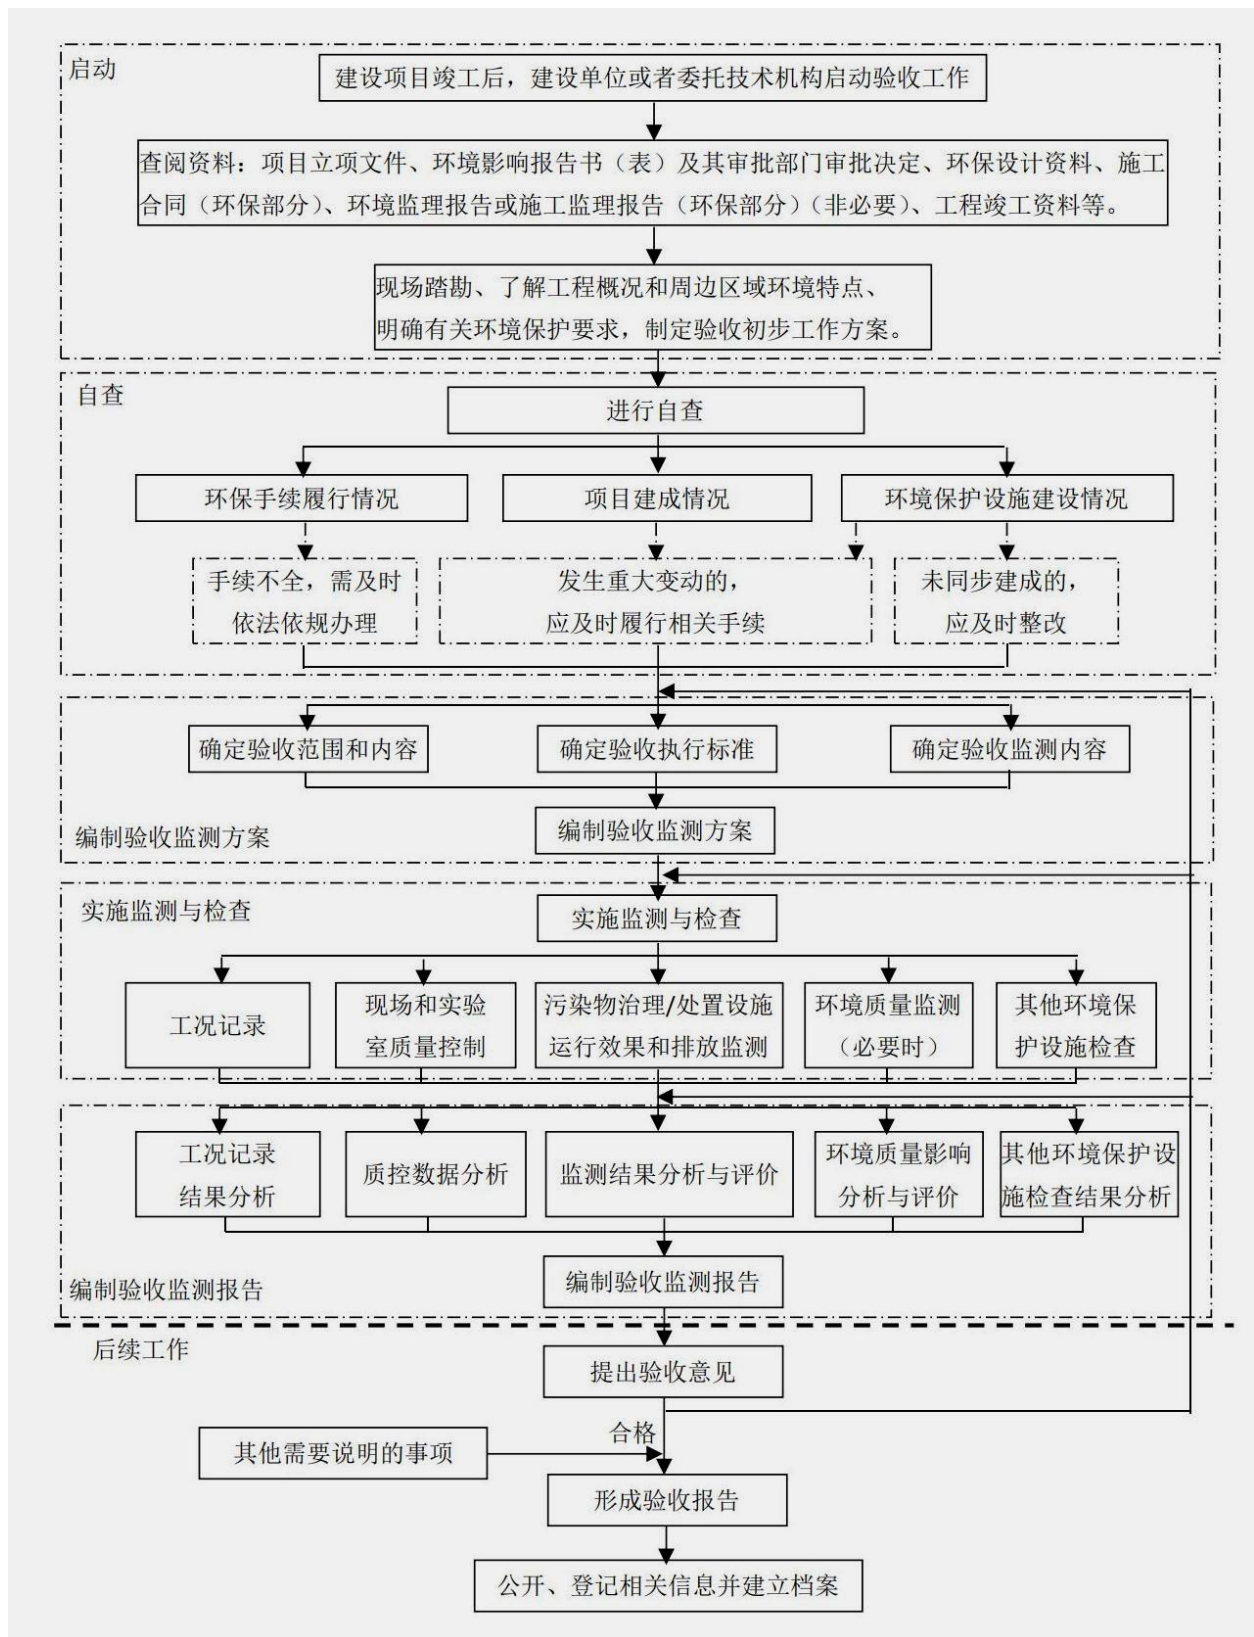 启动
建设项目竣工后，建设单位或者委托技术机构启动验收工作
查阅资料：项目立项文件、环境影响报告书（表）及其审批部门审批决定、环保设计资料、施工
合同（环保部分）、环境监理报告或施工监理报告（环保部分）（非必要）、工程竣工资料等。
现场踏勘、了解工程概况和周边区域环境特点、
明确有关环境保护要求，制定验收初步工作方案。
自查
进行自查
环保手续履行情况
项目建成情况
环境保护设施建设情况
手续不全，需及时
依法依规办理
发生重大变动的，
应及时履行相关手续
未同步建成的，
应及时整改
确定验收范围和内容
确定验收执行标准
确定验收监测内容
编制验收监测方案
编制验收监测方案
实施监测与检查
实施监测与检查
工况记录
现场和实验
室质量控制
污染物治理/处置设施
运行效果和排放监测
环境质量监测
（必要时）
其他环境保
护设施检查
工况记录
结果分析
质控数据分析
监测结果分析与评价
环境质量影响
分析与评价
其他环境保护设
施检查结果分析
编制验收监测报告
编制验收监测报告
后续工作
提出验收意见
合格
其他需要说明的事项
形成验收报告
公开、登记相关信息并建立档案